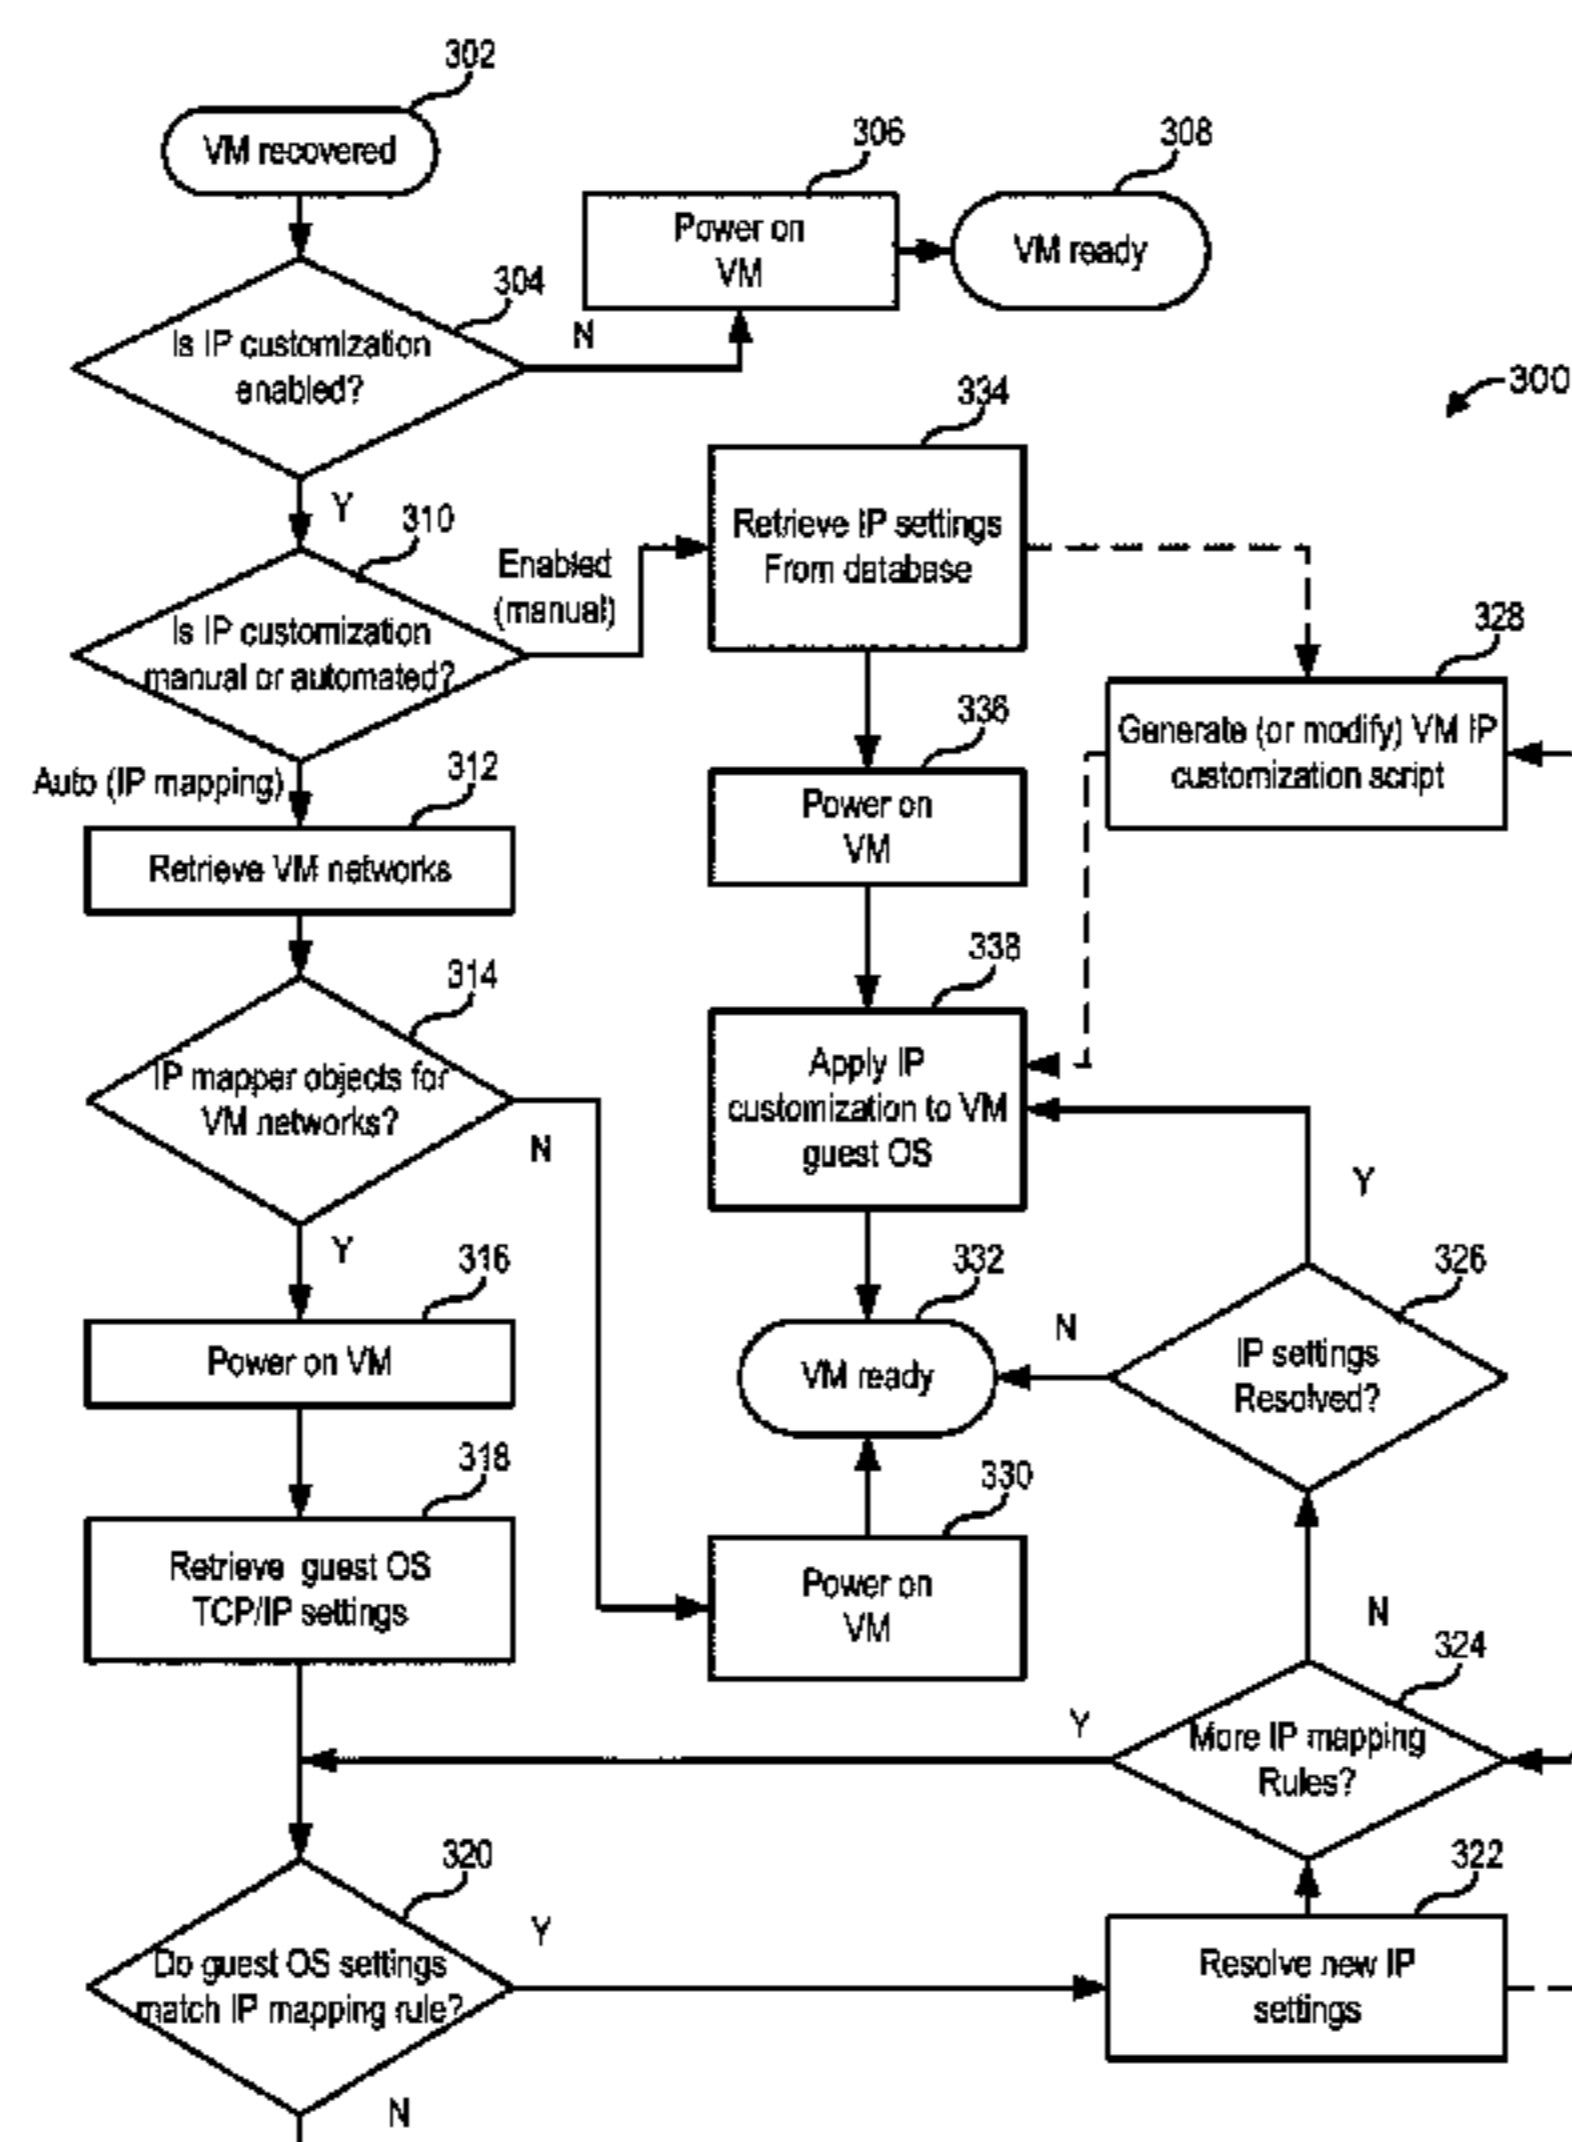 302
VM recovered
306
Power on
VM
308
VM ready
304
Is IP customization
enabled?
N
300
Y
310
Is IP customization
manual or automated?
Enabled
(manual)
334
Retrieve IP settings
From database
328
Generate (or modify) VM IP
customization script
Auto (IP mapping)
312
Retrieve VM networks
336
Power on
VM
314
IP mapper objects for
VM networks?
N
338
Apply IP
customization to VM
guest OS
Y
Y
316
Power on VM
332
VM ready
N
326
IP settings
Resolved?
318
Retrieve guest OS
TCP/IP settings
330
Power on
VM
N
324
More IP mapping
Rules?
Y
320
Do guest OS settings
match IP mapping rule?
Y
322
Resolve new IP
settings
N